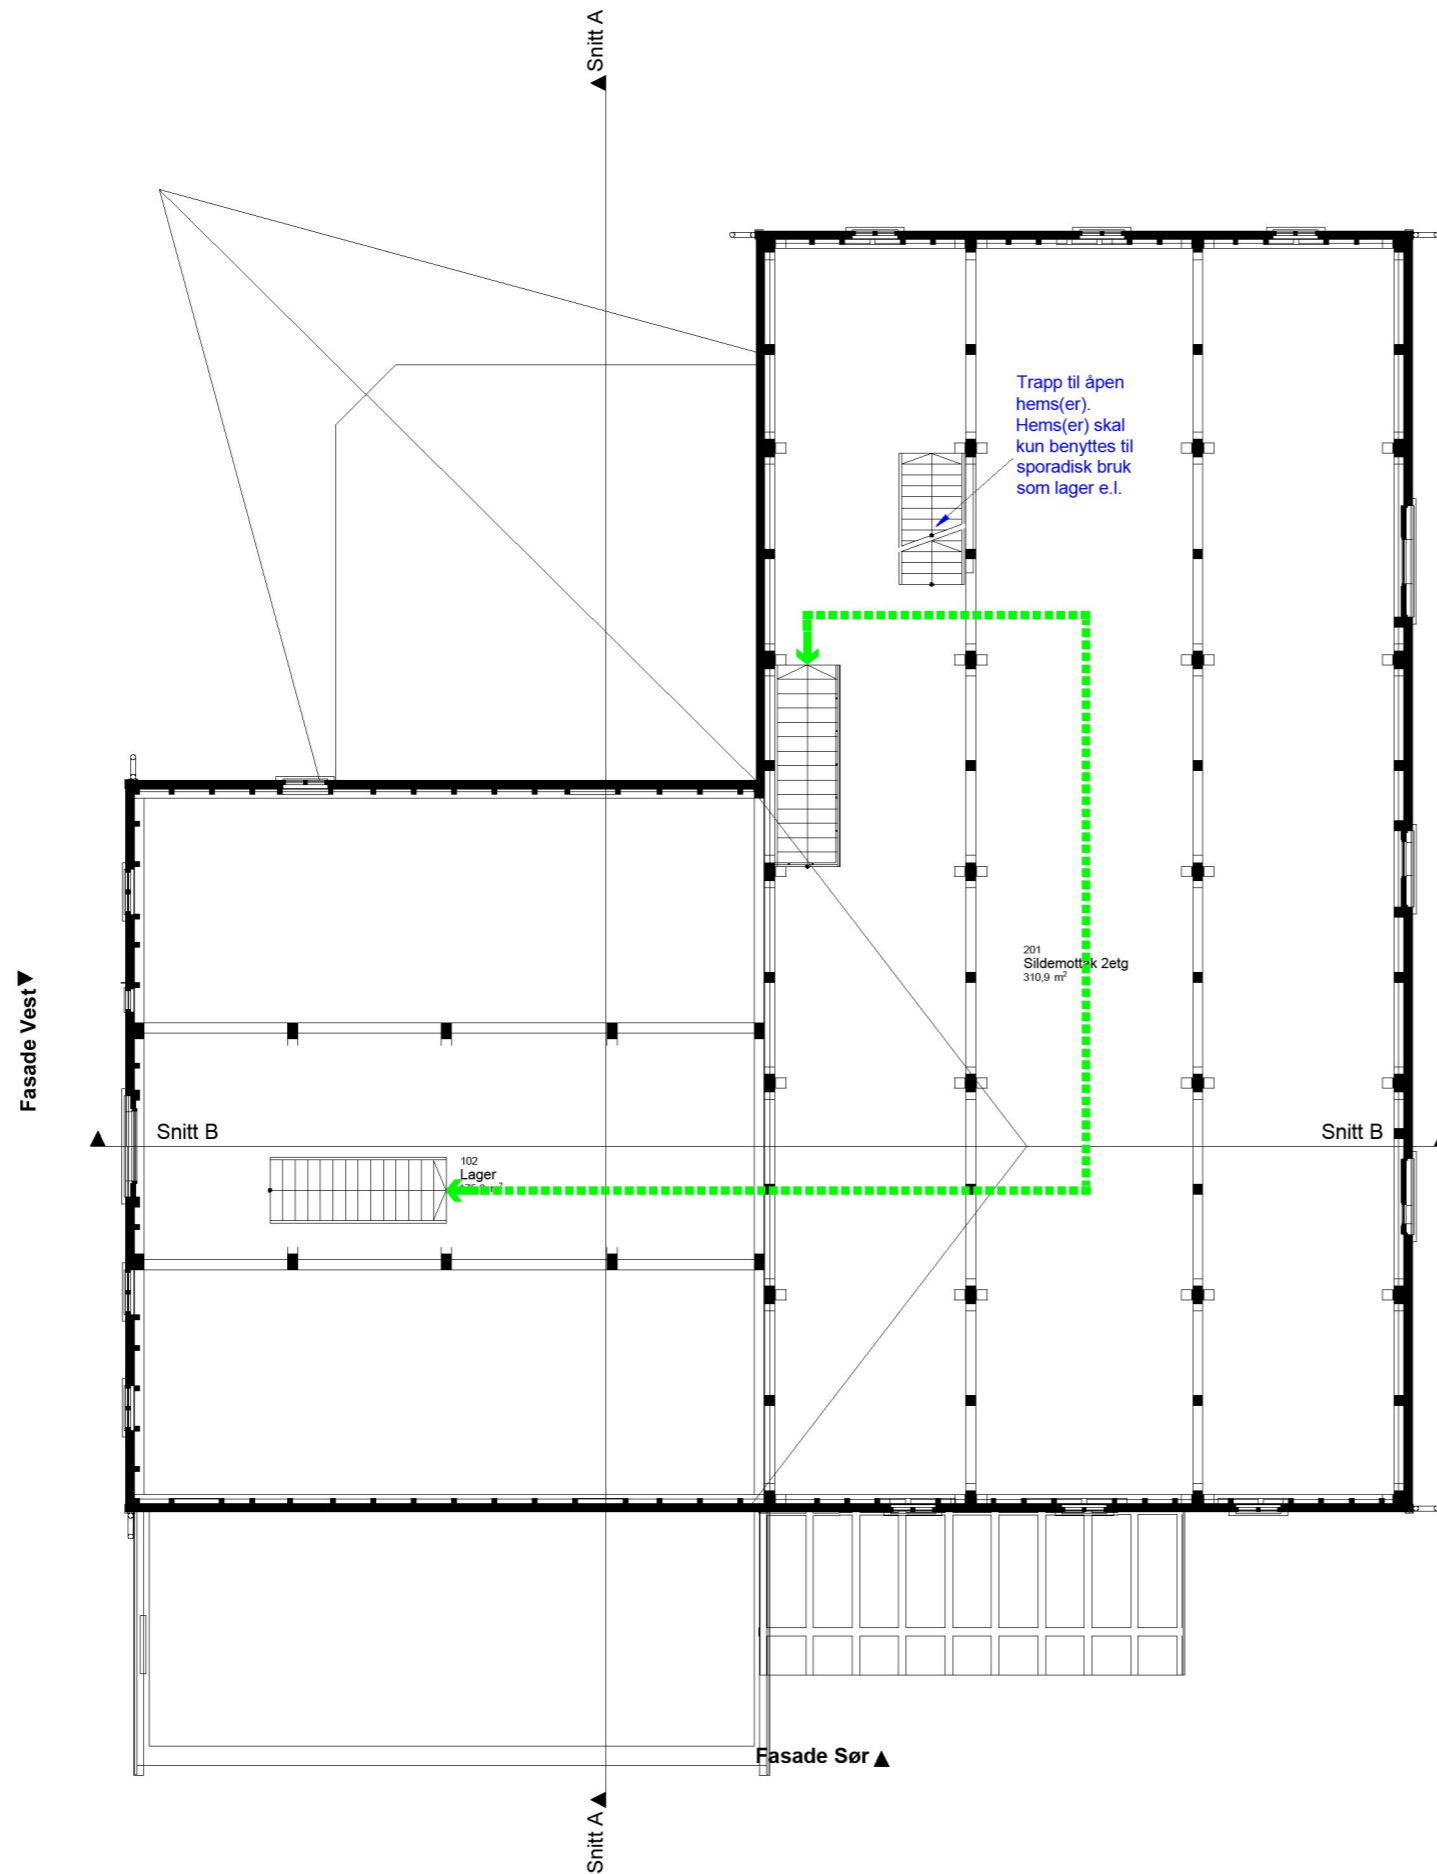 Snitt A
Trapp til åpen
hems(er).
Hems(er) skal
kun benyttes til
sporadisk bruk
som lager e.l.
201
Sildemottak 2etg
310,9 m²
Fasade Vest
Snitt B
Snitt B
102
Lager
Fasade Sør
Snitt A